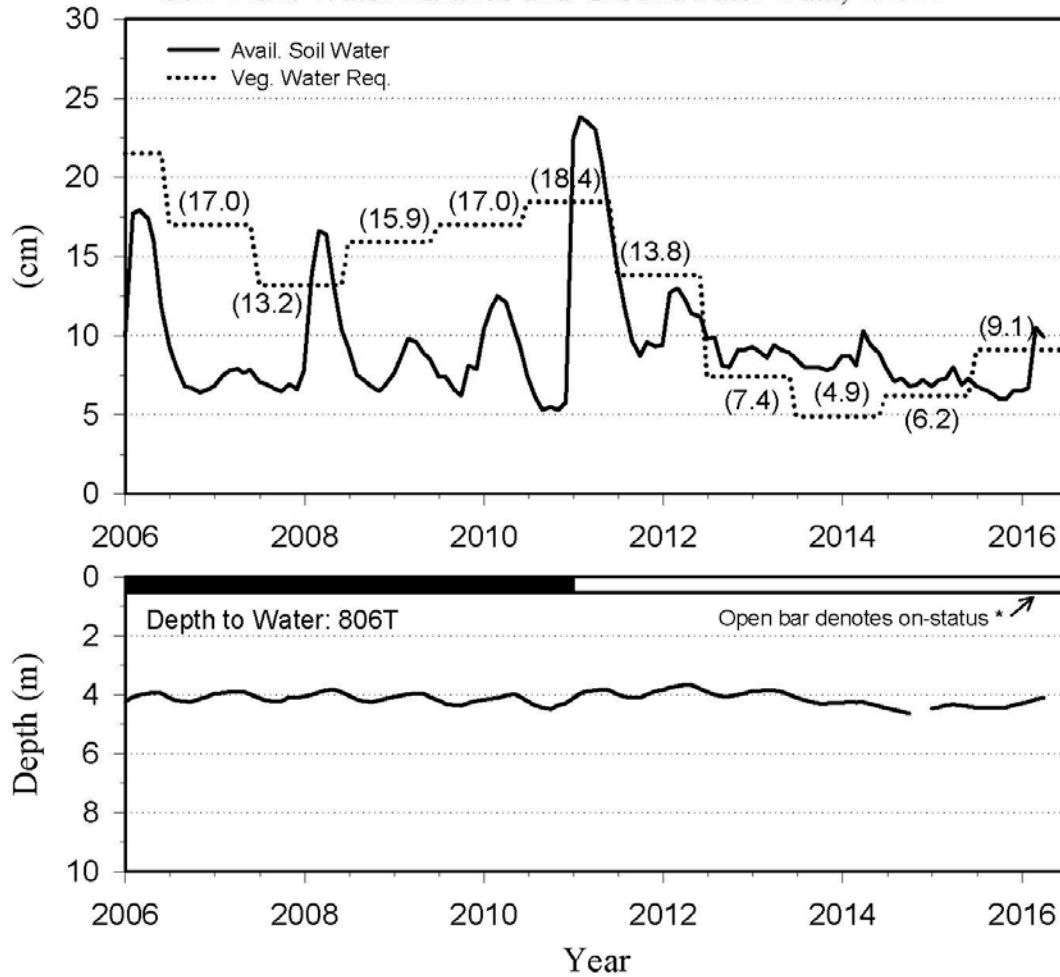 30
Avail. Soil Water
Veg. Water Req.
25
20
(18.4)
(17.0)
(15.9)
(17.0)
(cm)
15
(13.8)
(13.2)
10
(9.1)
5
(7.4)
(4.9)
(6.2)
0
2006 2008 2010 2012 2014 2016
0
Depth to Water: 806T
Open bar denotes on-status *
2
4
Depth (m)
6
8
10
2006 2008 2010 2012 2014 2016
Year